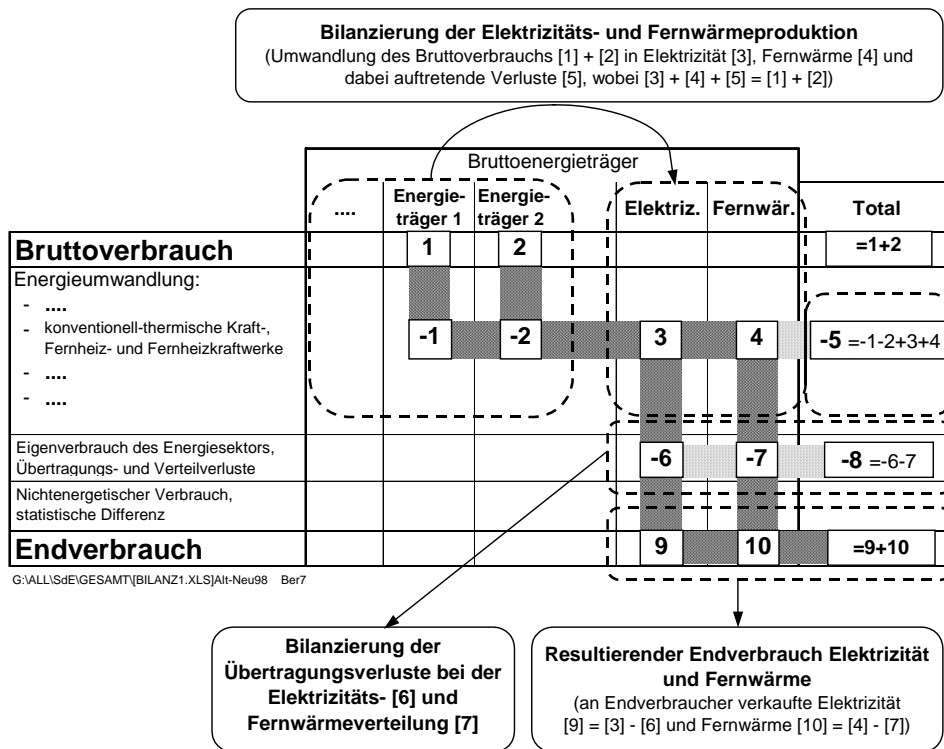 Bilanzierung der Elektrizitäts- und Fernwärmeproduktion
(Umwandlung des Bruttoverbrauchs [1] + [2] in Elektrizität [3], Fernwärme [4] und
dabei auftretende Verluste [5], wobei [3] + [4] + [5] = [1] + [2])
Bruttoenergieträger
.... Energie- Energie- Elektriz. Fernwär. Total
träger 1 träger 2
Bruttoverbrauch 1 2 =1+2
Energieumwandlung:
- ....
- konventionell-thermische Kraft-, -1 -2 3 4 -5 =-1-2+3+4
Fernheiz- und Fernheizkraftwerke
- ....
- ....
Eigenverbrauch des Energiesektors, -6 -7 -8 =-6-7
Übertragungs- und Verteilverluste
Nichtenergetischer Verbrauch,
statistische Differenz
Endverbrauch 9 10 =9+10
G:\ALL\SdE\GESAMT\[BILANZ1.XLS]Alt-Neu98 Ber7
Bilanzierung der
Übertragungsverluste bei der
Elektrizitäts- [6] und
Fernwärmeverteilung [7]
Resultierender Endverbrauch Elektrizität
und Fernwärme
(an Endverbraucher verkaufte Elektrizität
[9] = [3] - [6] und Fernwärme [10] = [4] - [7])